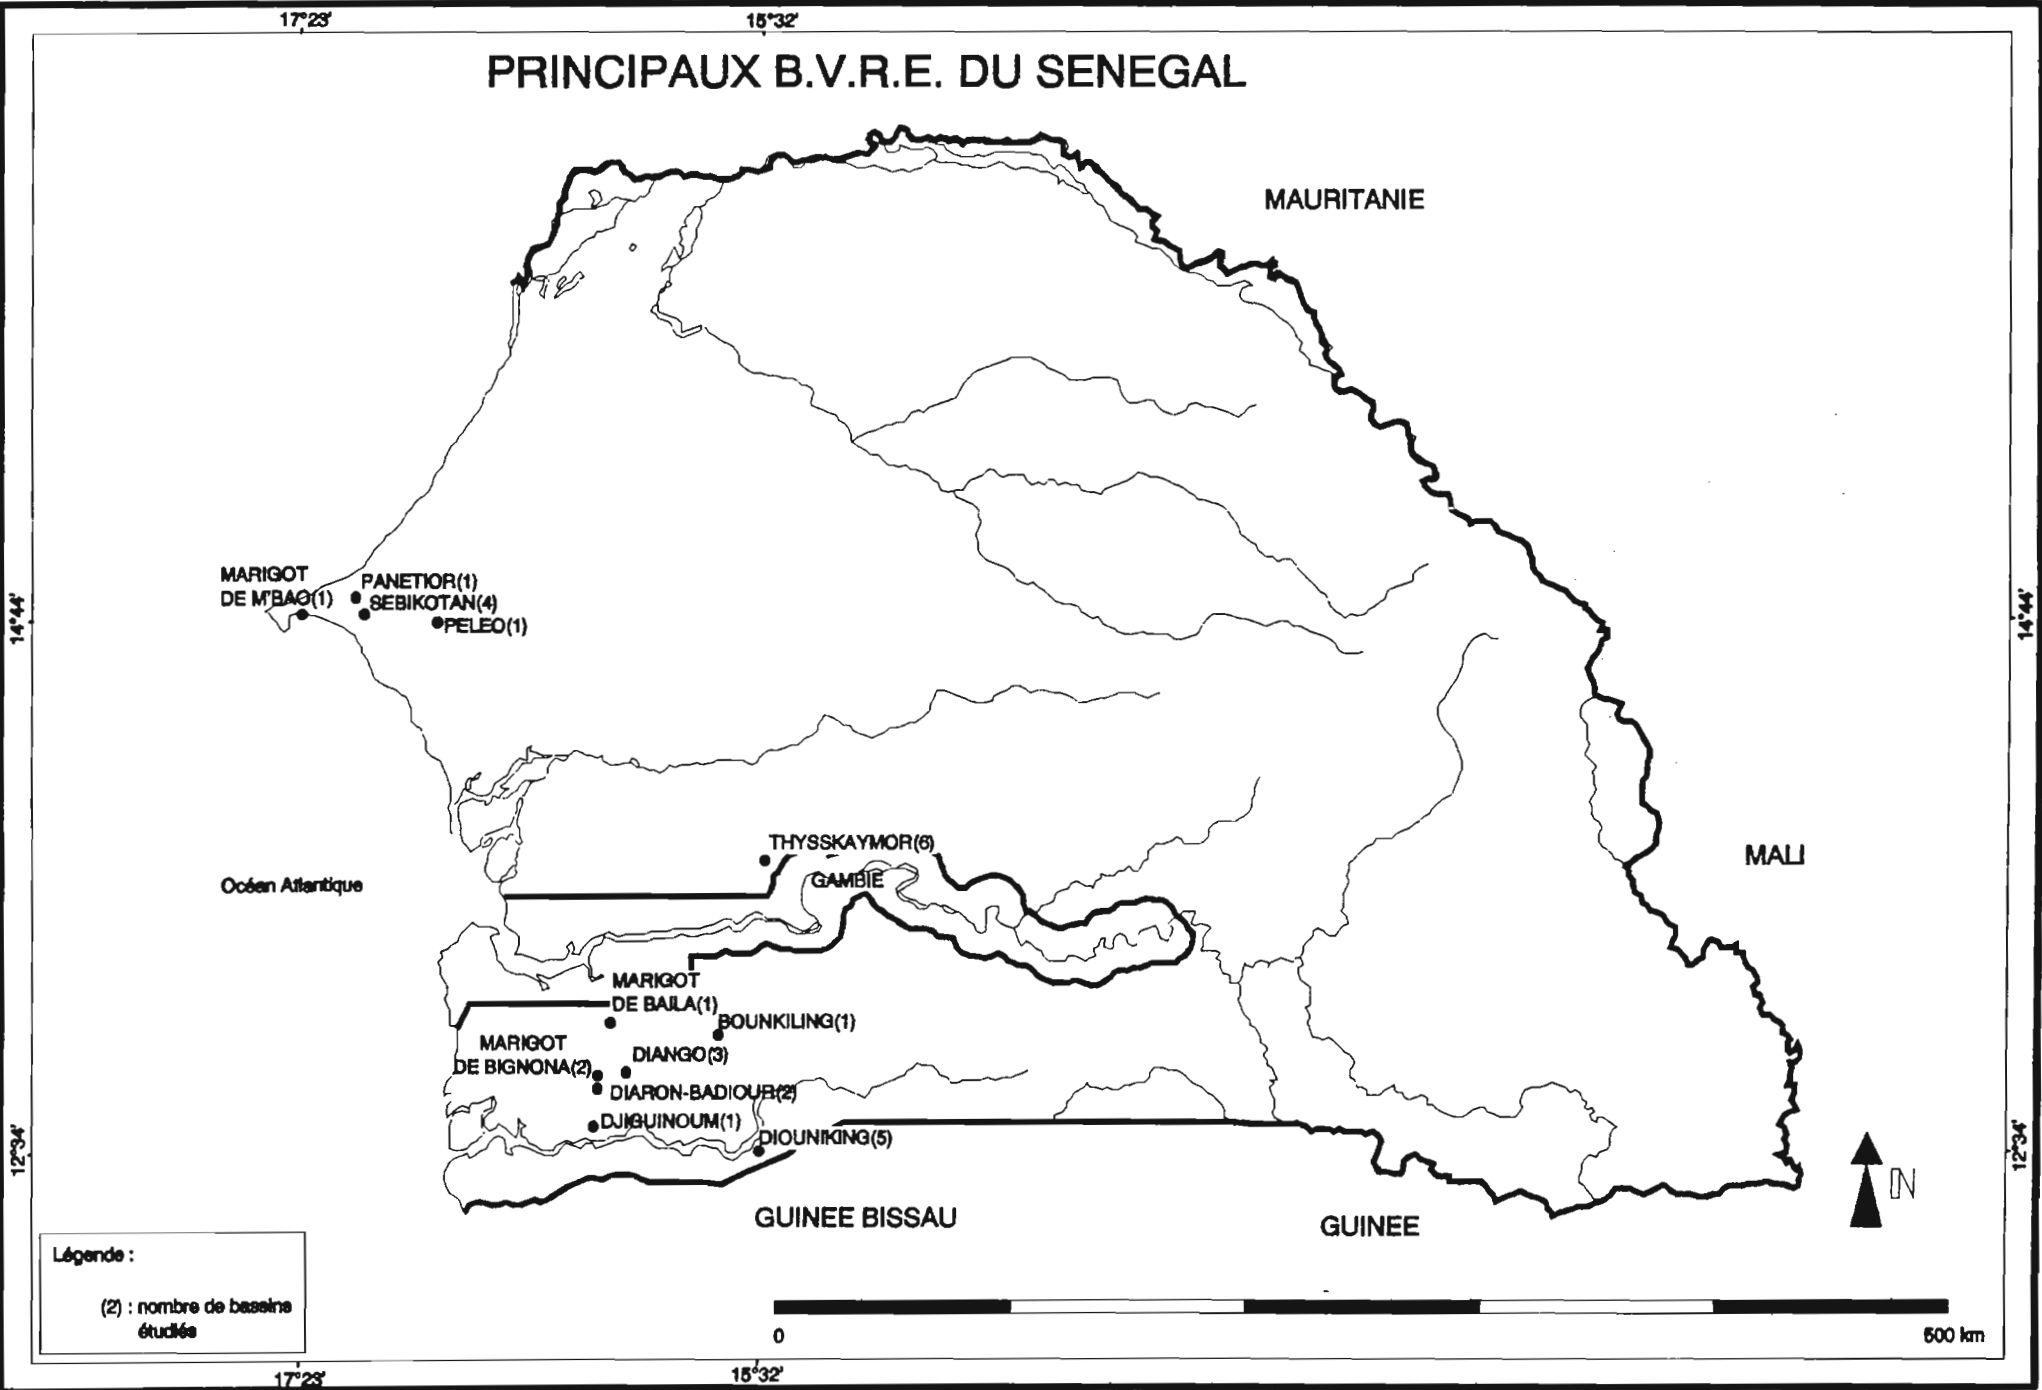 17°23'
15°32'
PRINCIPAUX B.V.R.E. DU SENEGAL
MAURITANIE
MARIGOT
DE M'BAO(1)
PANETIOR(1)
SEBIKOTAN(4)
PELEO(1)
14°44'
14°44'
THYSSKAYMOR(6)
GAMBIE
MALI
Océan Atlantique
MARIGOT
DE BAILA(1)
BOUNKILING(1)
MARIGOT
DE BIGNONA(2)
DIANGO(3)
DIARON-BADIOUR(2)
DJIGUINOUM(1)
DIOUNIKING(5)
12°34'
12°34'
N
GUINEE BISSAU
GUINEE
Légende :
(2) : nombre de bassins
étudiés
0
500 km
17°23'
15°32'